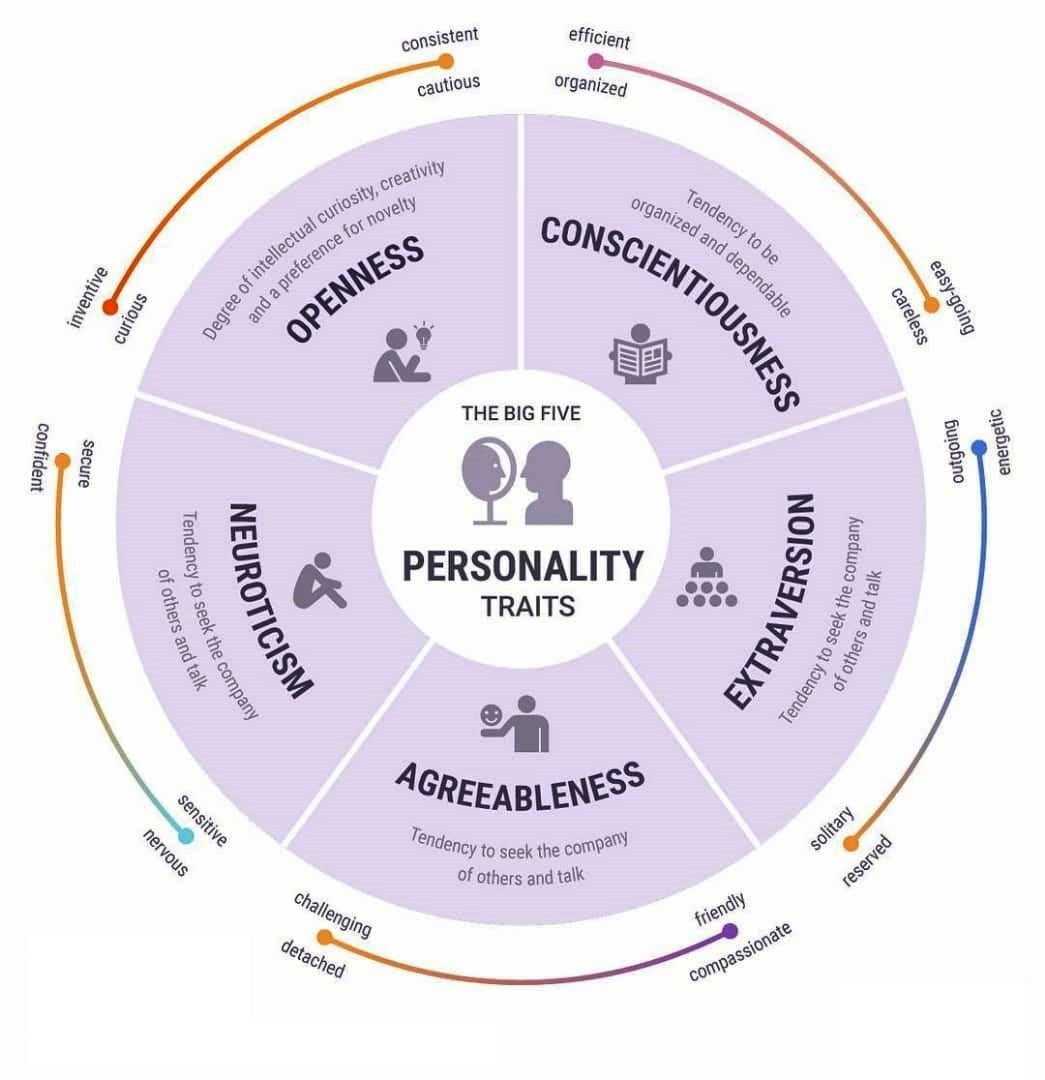 THE BIG FIVE
PERSONALITY
TRAITS
consistent
cautious
Degree of intellectual curiosity, creativity
and a preference for novelty
OPENNESS
inventive
curious
efficient
organized
Tendency to be
organized and dependable
CONSCIENTIOUSNESS
easy-going
careless
energetic
outgoing
EXTRAVERSION
Tendency to seek the company
of others and talk
solitary
reserved
AGREEABLENESS
Tendency to seek the company
of others and talk
friendly
compassionate
challenging
detached
NEUROTICISM
Tendency to seek the company
of others and talk
sensitive
nervous
secure
confident